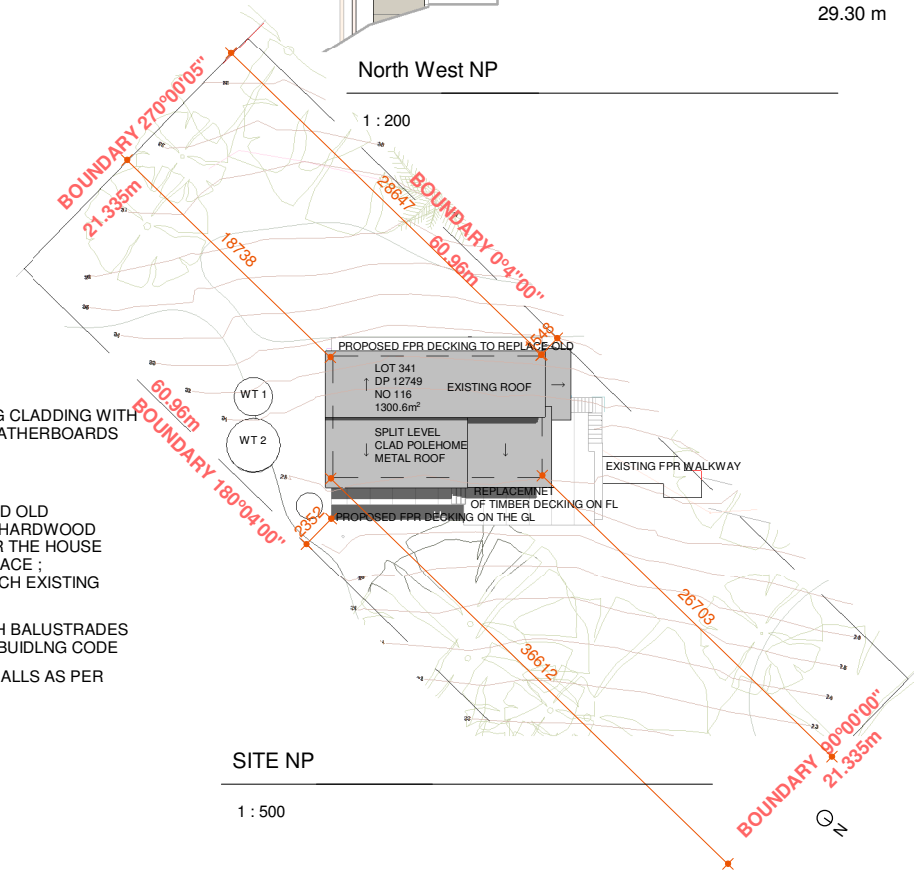 29.30 m
North West NP
1 : 200
BOUNDARY 270°00'05"
21.335m
28647
BOUNDARY 0°4''00"
60.96m
18738
PROPOSED FPR DECKING TO REPLACE OLD
LOT 341
DP 12749
NO 116
1300.6m²
EXISTING ROOF
WT 1
WT 2
60.96m
BOUNDARY 180°04'00"
SPLIT LEVEL
CLAD POLEHOME
METAL ROOF
G CLADDING WITH
ATHERBOARDS
EXISTING FPR WALKWAY
REPLACEMNET
OF TIMBER DECKING ON FL
PROPOSED FPR DECKING ON THE GL
2352
D OLD
HARDWOOD
R THE HOUSE
ACE ;
CH EXISTING
H BALUSTRADES
BUIDLNG CODE
ALLS AS PER
26703
36612
BOUNDARY 90°00'00"
21.335m
SITE NP
1 : 500
N